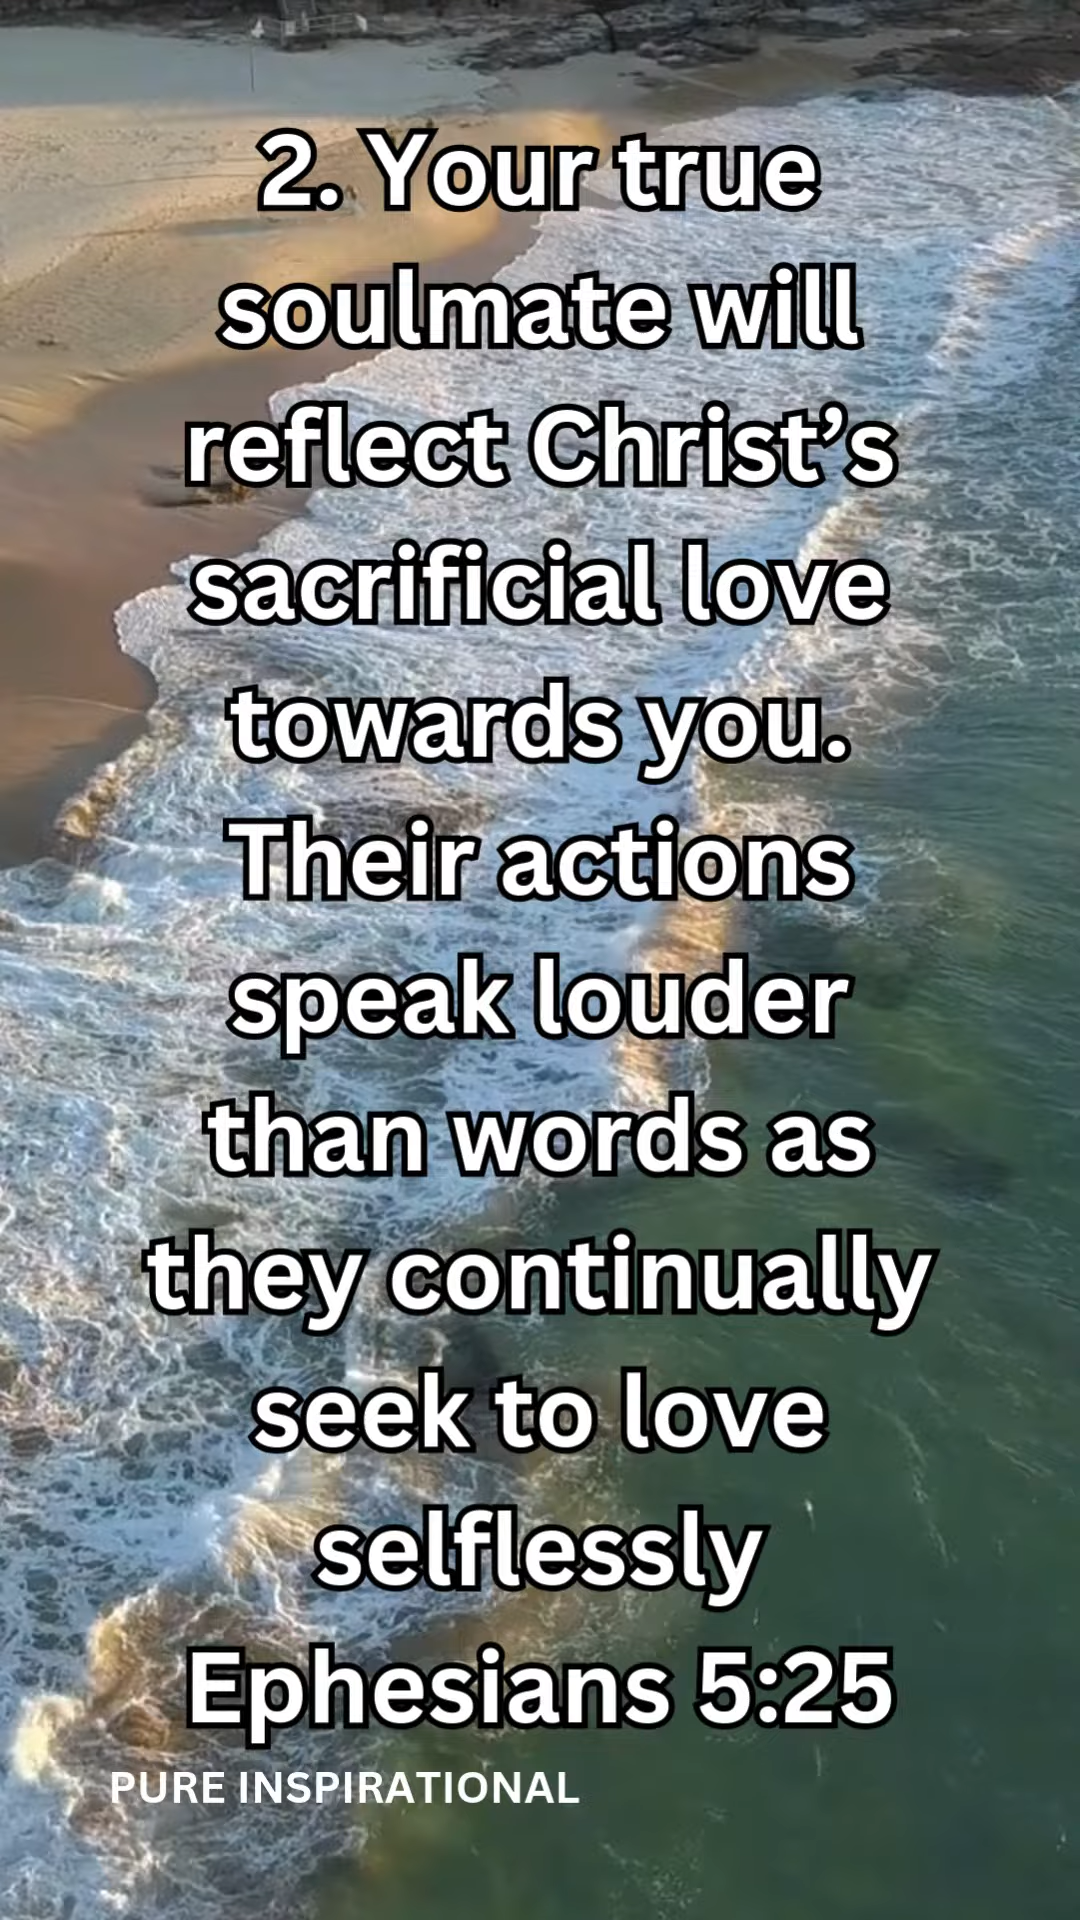 2. Your true
soulmate will
reflect Christ’s
sacrificial love
towards you.
Their actions
speak louder
than words as
they continually
seek to love
selflessly
Ephesians 5:25
PURE INSPIRATIONAL